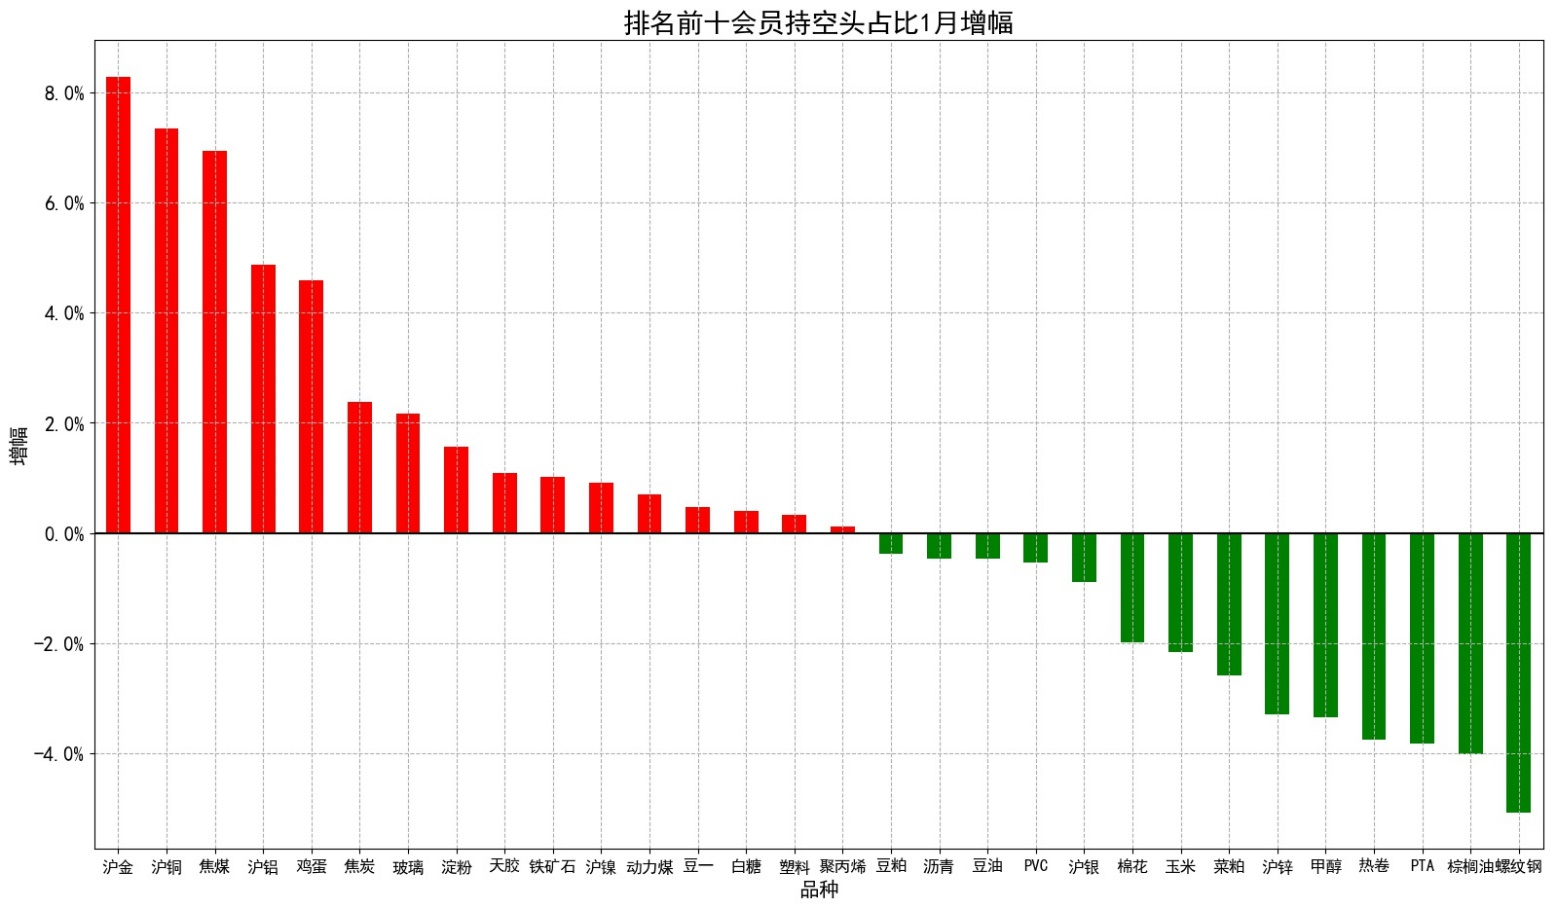 排名前十会员持空头占比1月增幅
8.0%
6.0%
4.0%
2.0%
0.0%
-2.0%
-4.0%
增幅
沪金 沪铜 焦煤 沪铝 鸡蛋 焦炭 玻璃 淀粉 天胶 铁矿石 沪镍 动力煤 豆一 白糖 塑料 聚丙烯 豆粕 沥青 豆油 PVC 沪银 棉花 玉米 菜粕 沪锌 甲醇 热卷 PTA 棕榈油 螺纹钢
品种